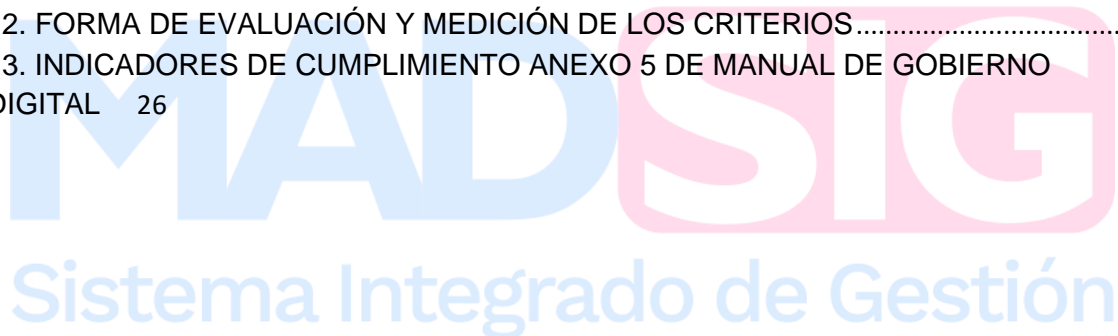 2. FORMA DE EVALUACIÓN Y MEDICIÓN DE LOS CRITERIOS................................
3. INDICADORES DE CUMPLIMIENTO ANEXO 5 DE MANUAL DE GOBIERNO
DIGITAL 26
MADSIG
Sistema Integrado de Gestión